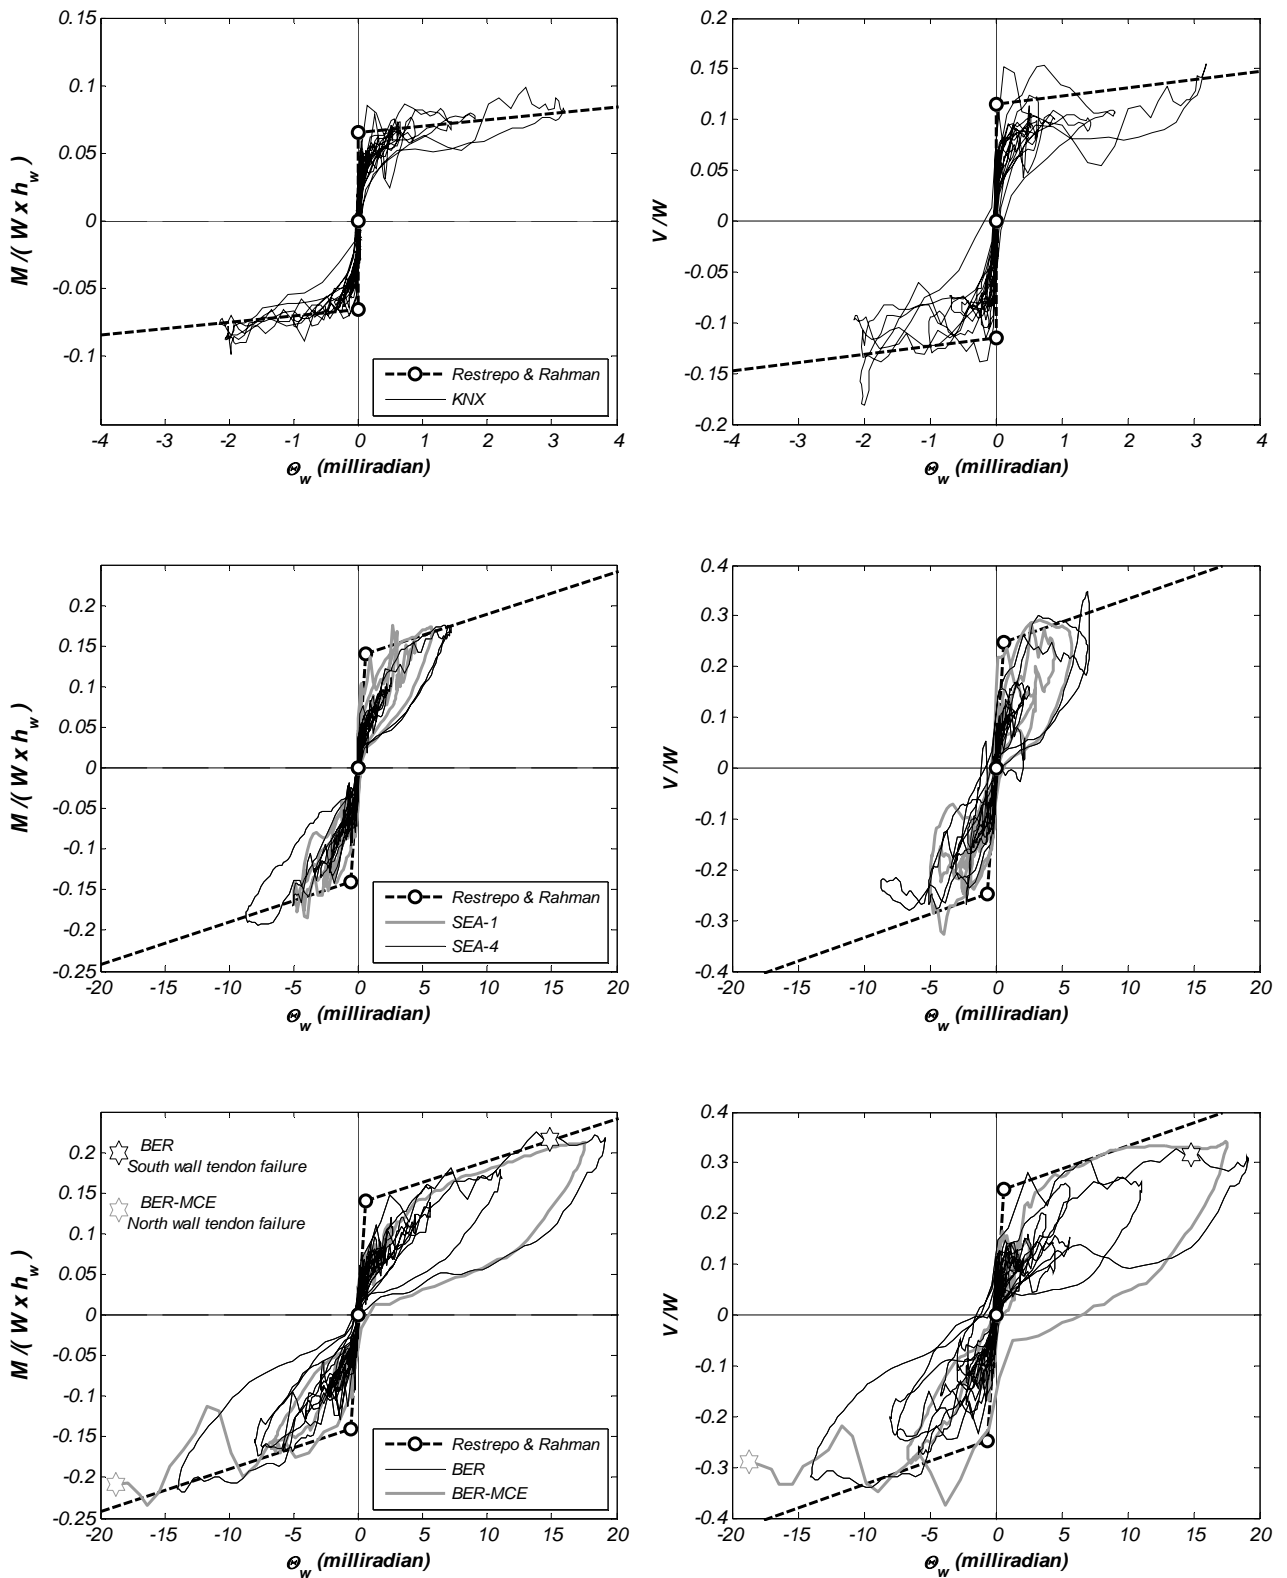 0.15
0.1
0.05
0
-0.05
-0.1
M /( W x h_w )
-4 -2 -1 0 1 2 3 4
Θ_w (milliradian)
Restrepo & Rahman
KNX
0.2
0.15
0.1
0.05
0
-0.05
-0.1
-0.15
-0.2
V /W
-4 -3 -2 -1 0 1 2 3 4
Θ_w (milliradian)
0.2
0.15
0.1
0.05
0
-0.05
-0.1
-0.15
-0.2
-0.25
M /( W x h_w )
-20 -15 -10 -5 0 5 10 15 20
Θ_w (milliradian)
Restrepo & Rahman
SEA-1
SEA-4
0.4
0.3
0.2
0.1
0
-0.1
-0.2
-0.3
-0.4
V /W
-20 -15 -10 -5 0 5 10 15 20
Θ_w (milliradian)
0.2
0.15
0.1
0.05
0
-0.05
-0.1
-0.15
-0.2
-0.25
M /( W x h_w )
BER
South wall tendon failure
BER-MCE
North wall tendon failure
-20 -15 -10 -5 0 5 10 15 20
Θ_w (milliradian)
Restrepo & Rahman
BER
BER-MCE
0.4
0.3
0.2
0.1
0
-0.1
-0.2
-0.3
-0.4
V /W
-20 -15 -10 -5 0 5 10 15 20
Θ_w (milliradian)